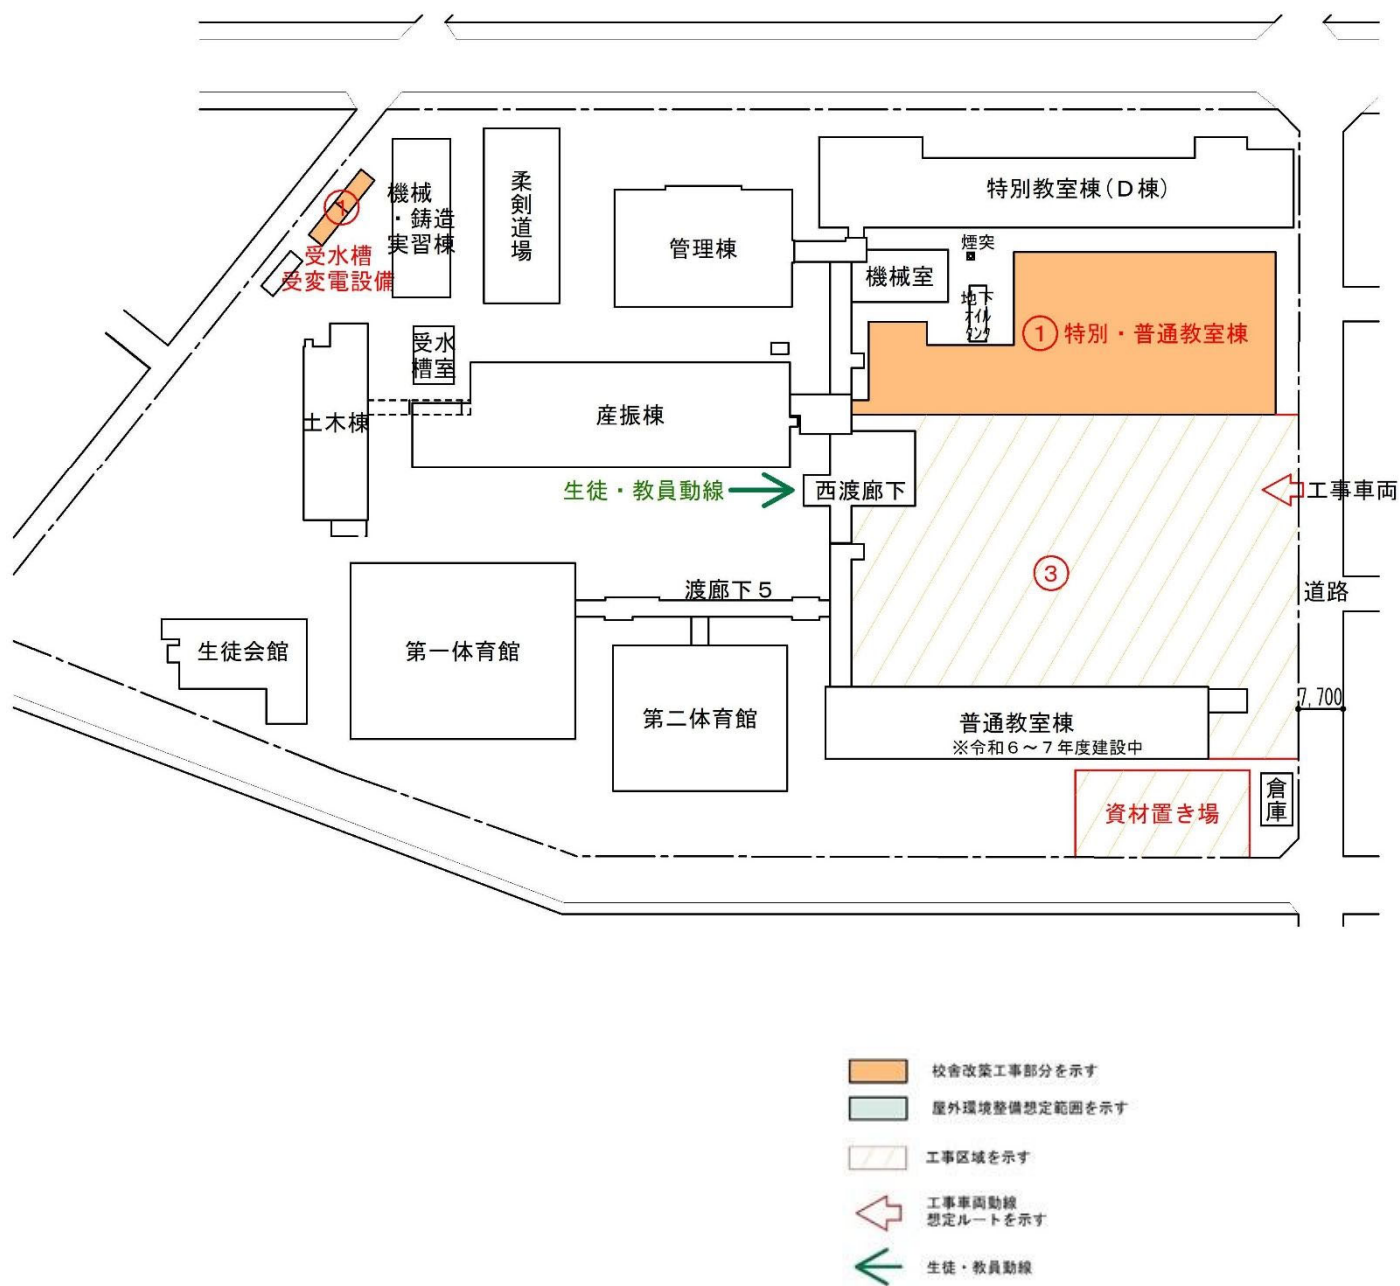 特別教室棟(D棟)
機械
・鋳造
実習棟
柔剣道場
管理棟
煙突
機械室
地下
オイル
タンク
受水槽
受変電設備
① 特別・普通教室棟
受水
槽室
土木棟
産振棟
生徒・教員動線
西渡廊下
工事車両
③
道路
渡廊下5
生徒会館
第一体育館
第二体育館
7,700
普通教室棟
※令和6~7年度建設中
資材置き場
倉庫
校舎改築工事部分を示す
屋外環境整備想定範囲を示す
工事区域を示す
工事車両動線
想定ルートを示す
生徒・教員動線